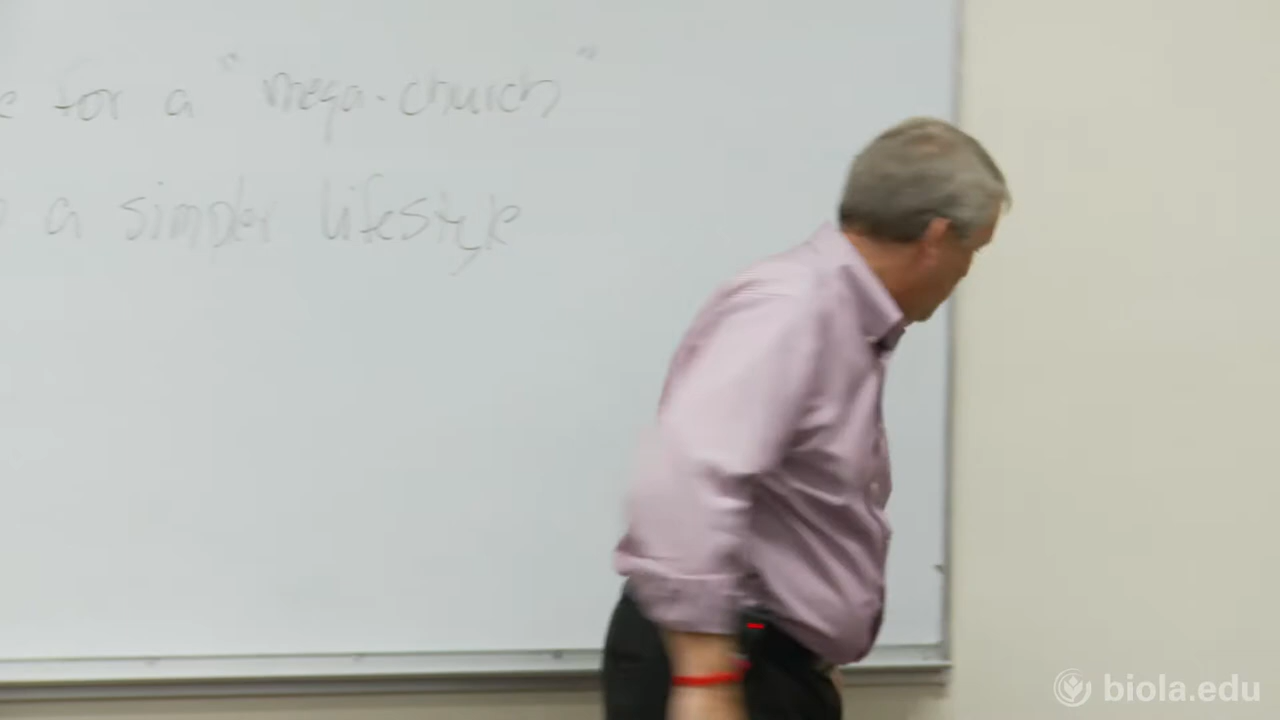 for a "mega-church"
a simpler lifestyle
biola.edu